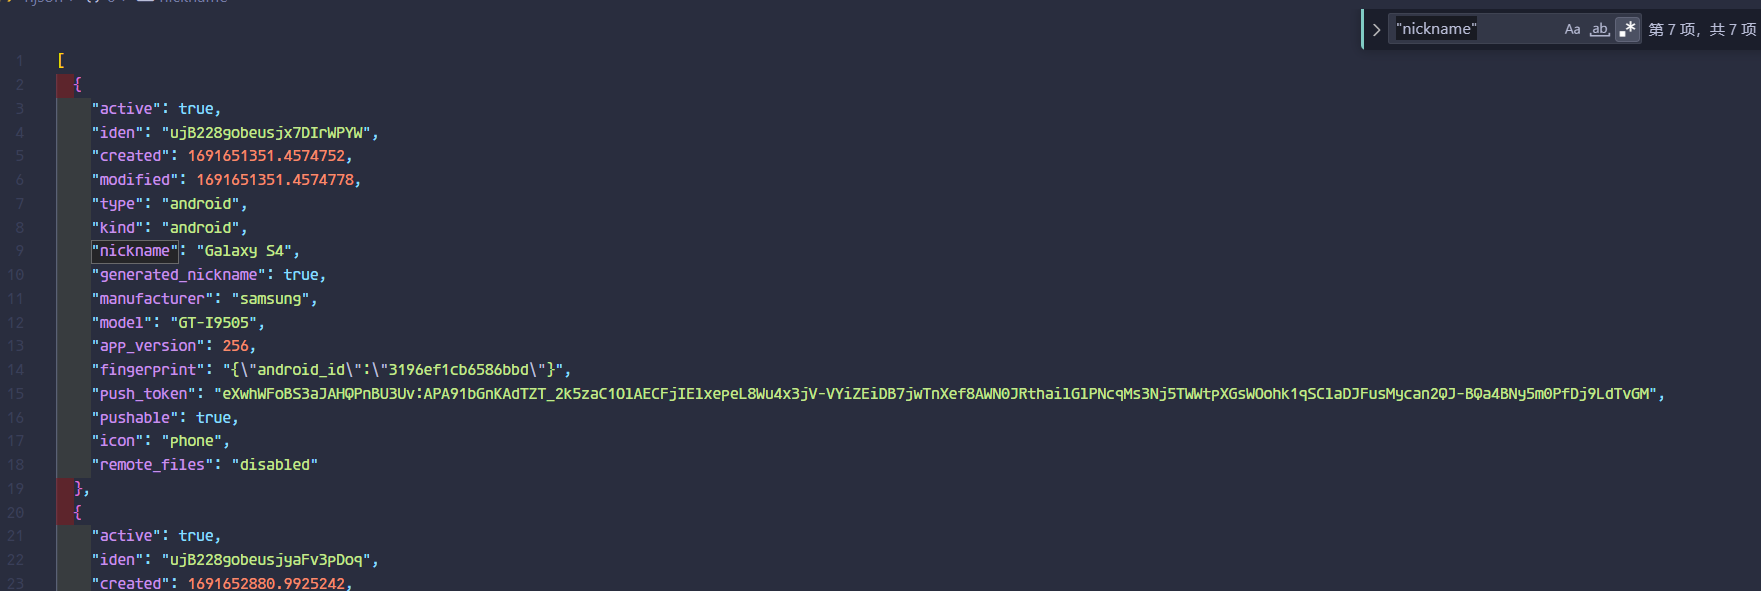 nickname
"nickname"
Aa
ab
第 7 项，共 7 项
1 [
2 {
3 "active": true,
4 "iden": "ujB228gobeusjx7DIrWPYW",
5 "created": 1691651351.4574752,
6 "modified": 1691651351.4574778,
7 "type": "android",
8 "kind": "android",
9 "nickname": "Galaxy S4",
10 "generated_nickname": true,
11 "manufacturer": "samsung",
12 "model": "GT-I9505",
13 "app_version": 256,
14 "fingerprint": "{\"android_id\":\"3196ef1cb6586bbd\"}",
15 "push_token": "eXwhWFoBS3aJAHQPnBU3Uv:APA91bGnKAdTZT_2k5zaC1OlAECFjIElxepeL8Wu4x3jV-VYiZEiDB7jwTnXef8AWN0JRthailGlPNcqMs3Nj5TWWtpXGsWOohk1qSClaDJFusMycan2QJ-BQa4BNy5m0PfDj9LdTvGM",
16 "pushable": true,
17 "icon": "phone",
18 "remote_files": "disabled"
19 },
20 {
21 "active": true,
22 "iden": "ujB228gobeusjyaFv3pDoq",
23 "created": 1691652880.9925242,